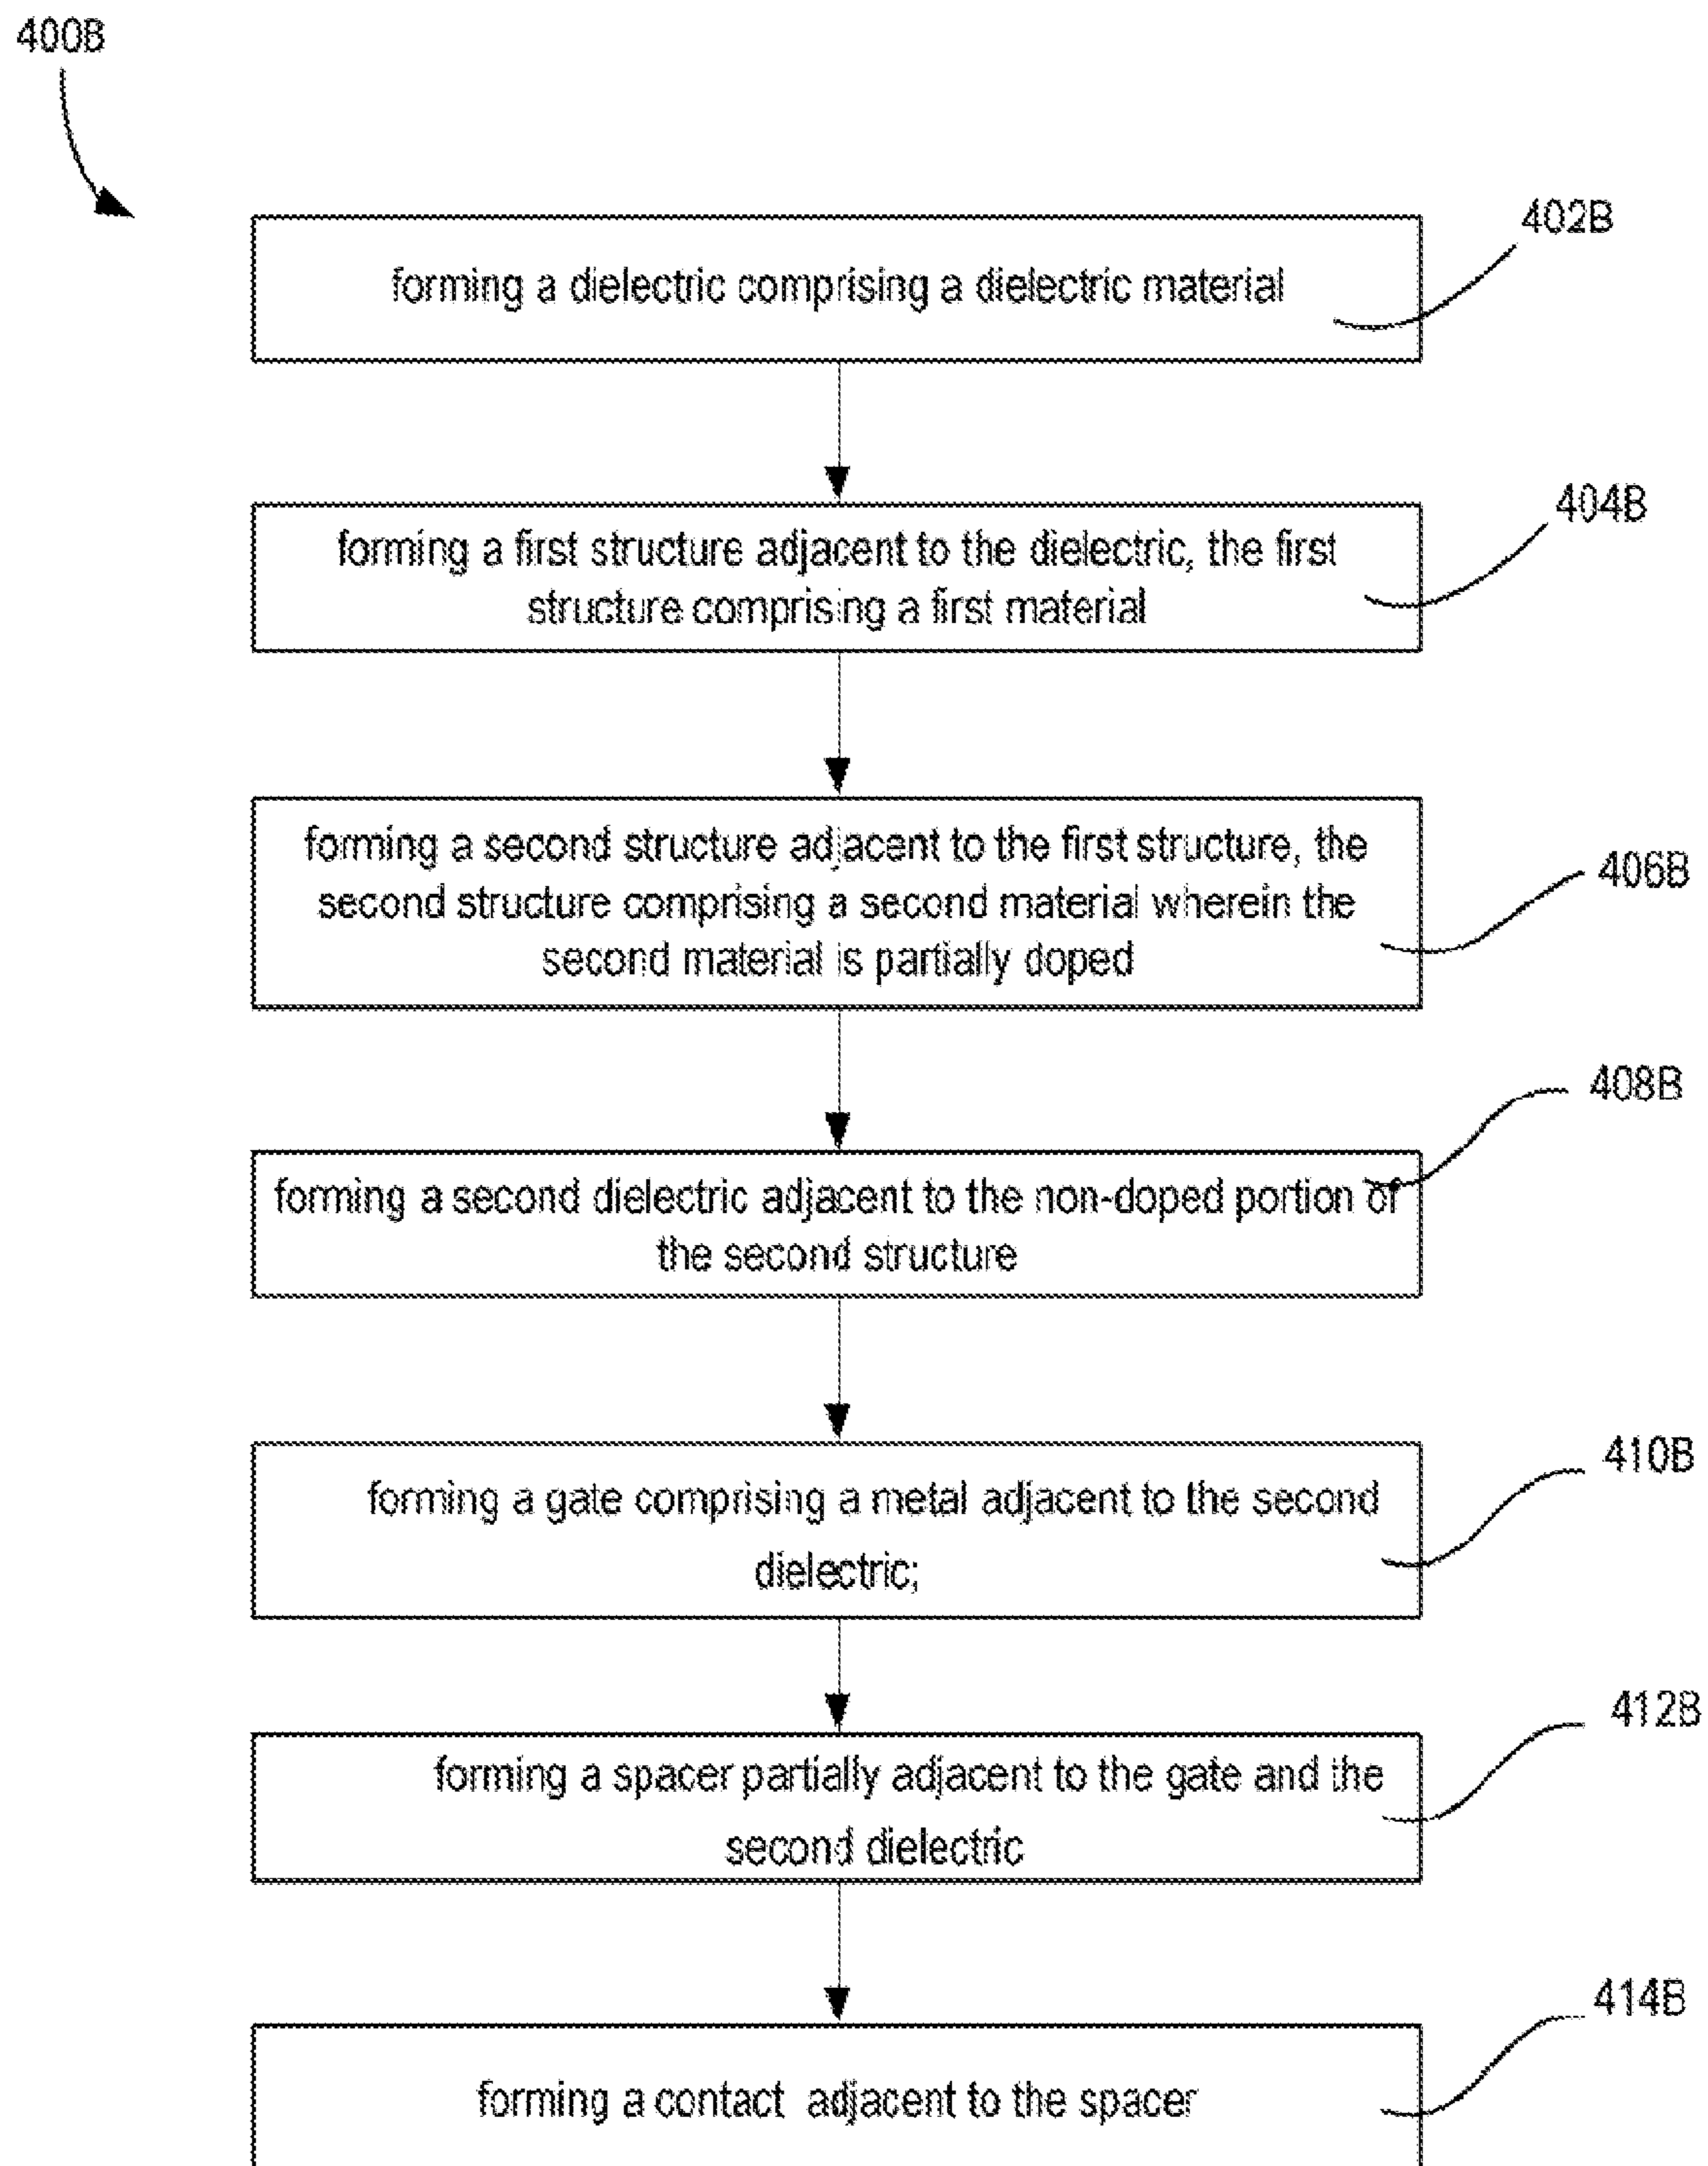 400B
402B
forming a dielectric comprising a dielectric material
404B
forming a first structure adjacent to the dielectric, the first
structure comprising a first material
406B
forming a second structure adjacent to the first structure, the
second structure comprising a second material wherein the
second material is partially doped
408B
forming a second dielectric adjacent to the non-doped portion of
the second structure
410B
forming a gate comprising a metal adjacent to the second
dielectric;
412B
forming a spacer partially adjacent to the gate and the
second dielectric
414B
forming a contact adjacent to the spacer